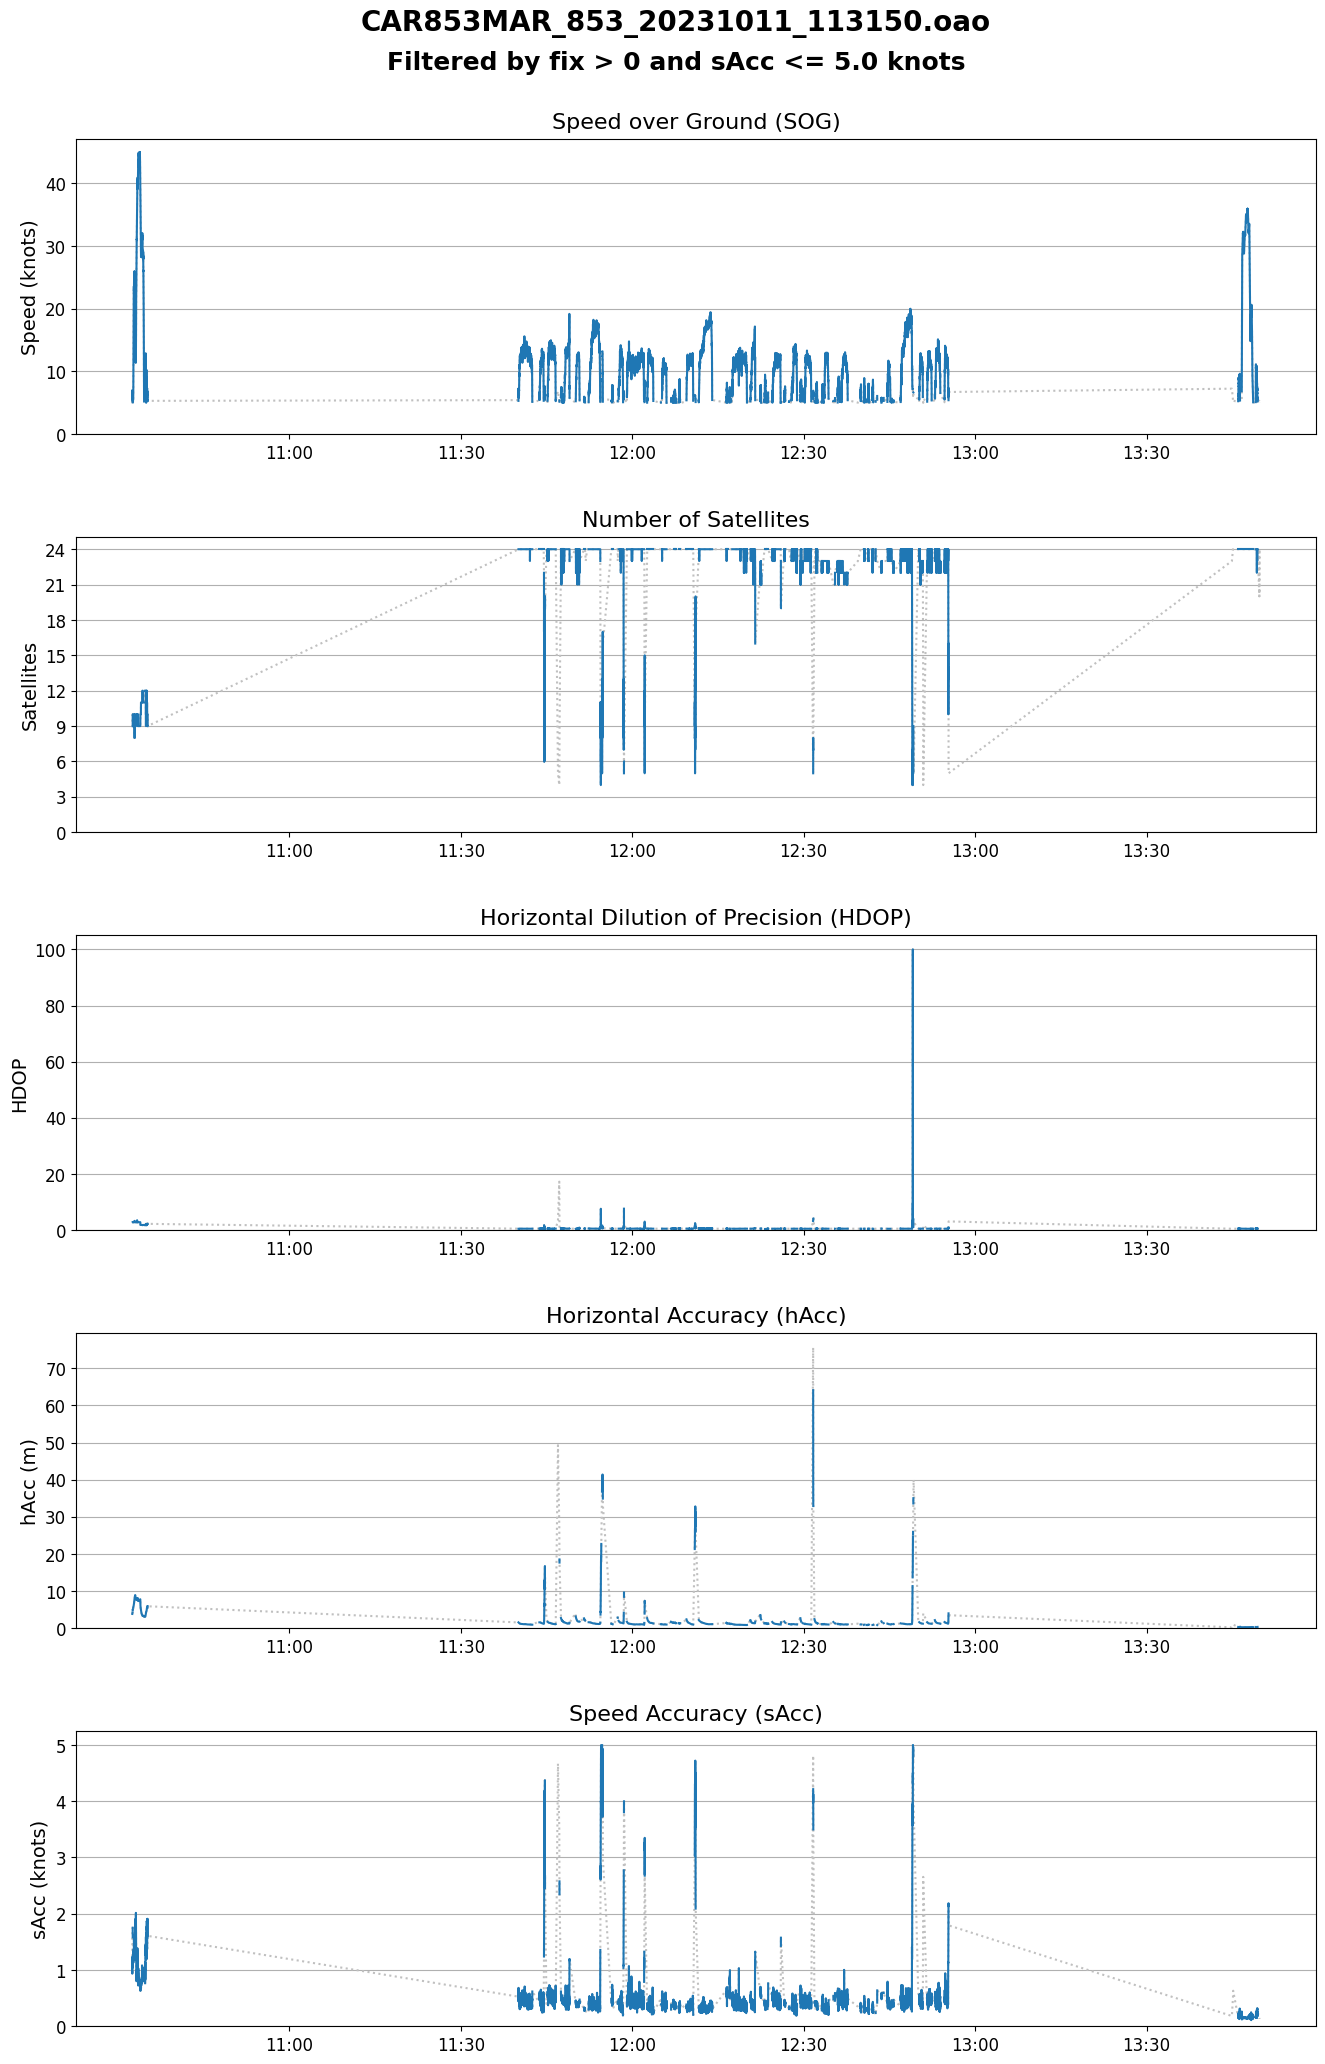 CAR853MAR_853_20231011_113150.oao
Filtered by fix > 0 and sAcc <= 5.0 knots
Speed over Ground (SOG)
Speed (knots)
40
30
20
10
0
11:00 11:30 12:00 12:30 13:00 13:30
Number of Satellites
Satellites
24
21
18
15
12
9
6
3
0
11:00 11:30 12:00 12:30 13:00 13:30
Horizontal Dilution of Precision (HDOP)
HDOP
100
80
60
40
20
0
11:00 11:30 12:00 12:30 13:00 13:30
Horizontal Accuracy (hAcc)
hAcc (m)
70
60
50
40
30
20
10
0
11:00 11:30 12:00 12:30 13:00 13:30
Speed Accuracy (sAcc)
sAcc (knots)
5
4
3
2
1
0
11:00 11:30 12:00 12:30 13:00 13:30